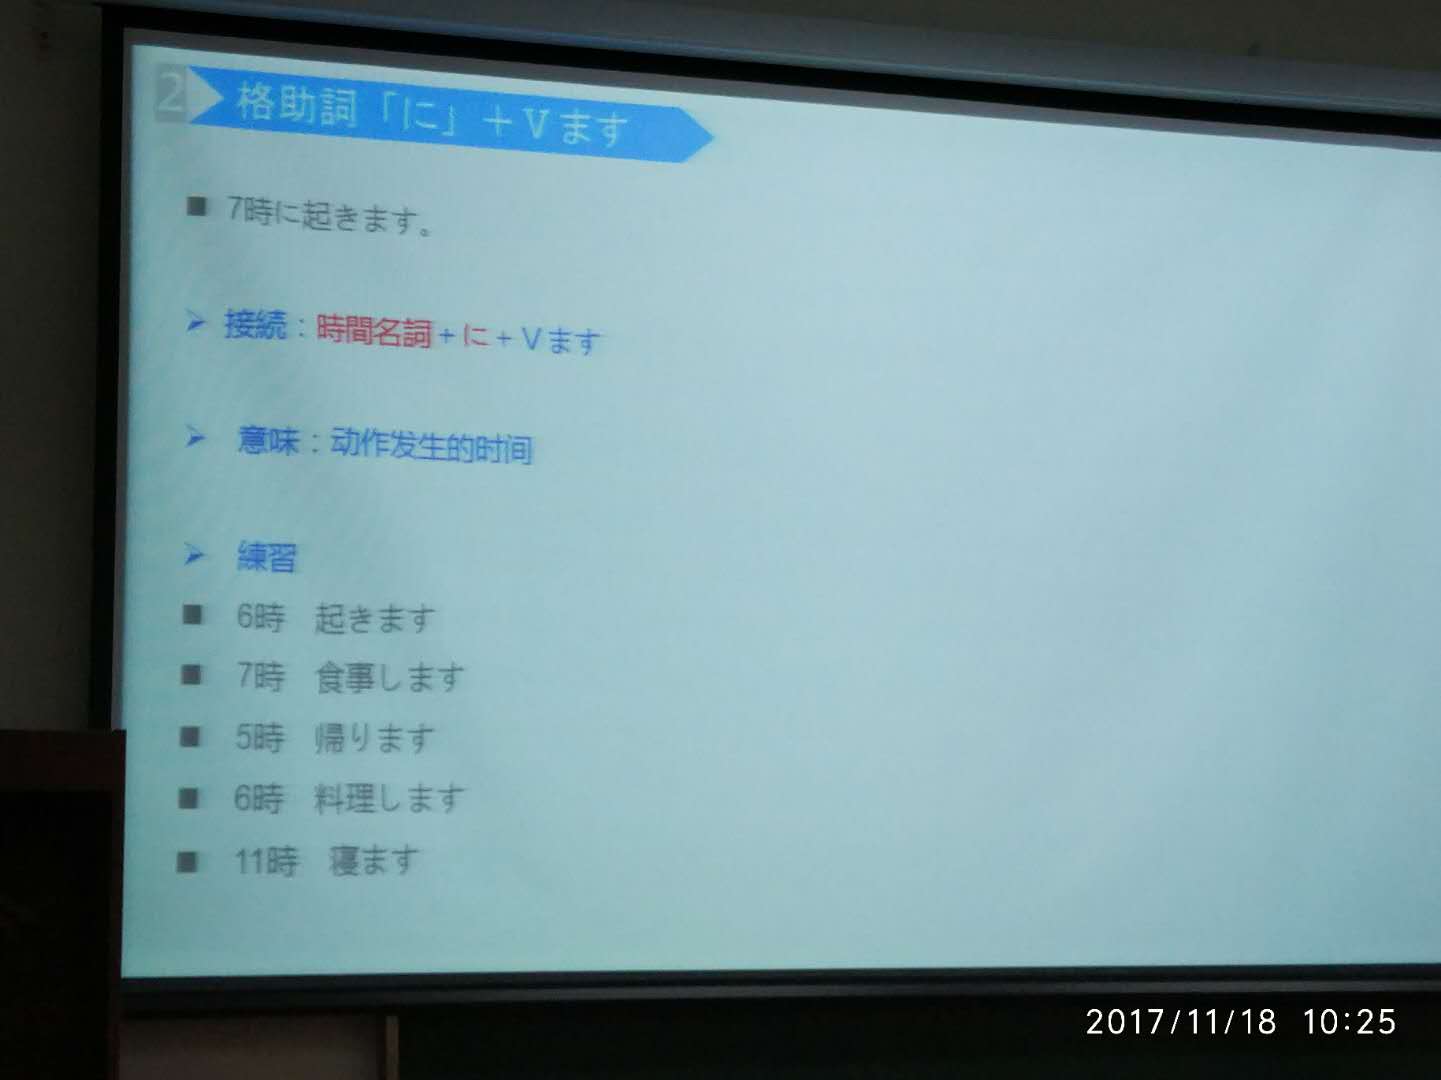 2 格助詞「に」+Vます
■ 7時に起きます。
➢ 接続：時間名詞+に+Vます
➢ 意味：动作发生的时间
➢ 練習
■ 6時 起きます
■ 7時 食事します
■ 5時 帰ります
■ 6時 料理します
■ 11時 寝ます
2017/11/18 10:25